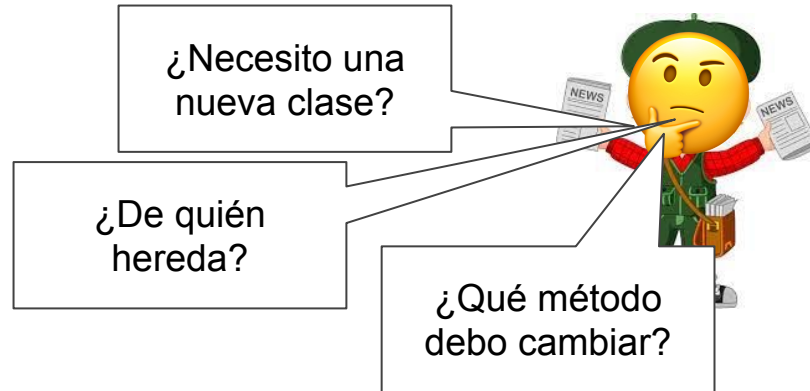 ¿Necesito una
nueva clase?
NEWS
NEWS
¿De quién
hereda?
¿Qué método
debo cambiar?